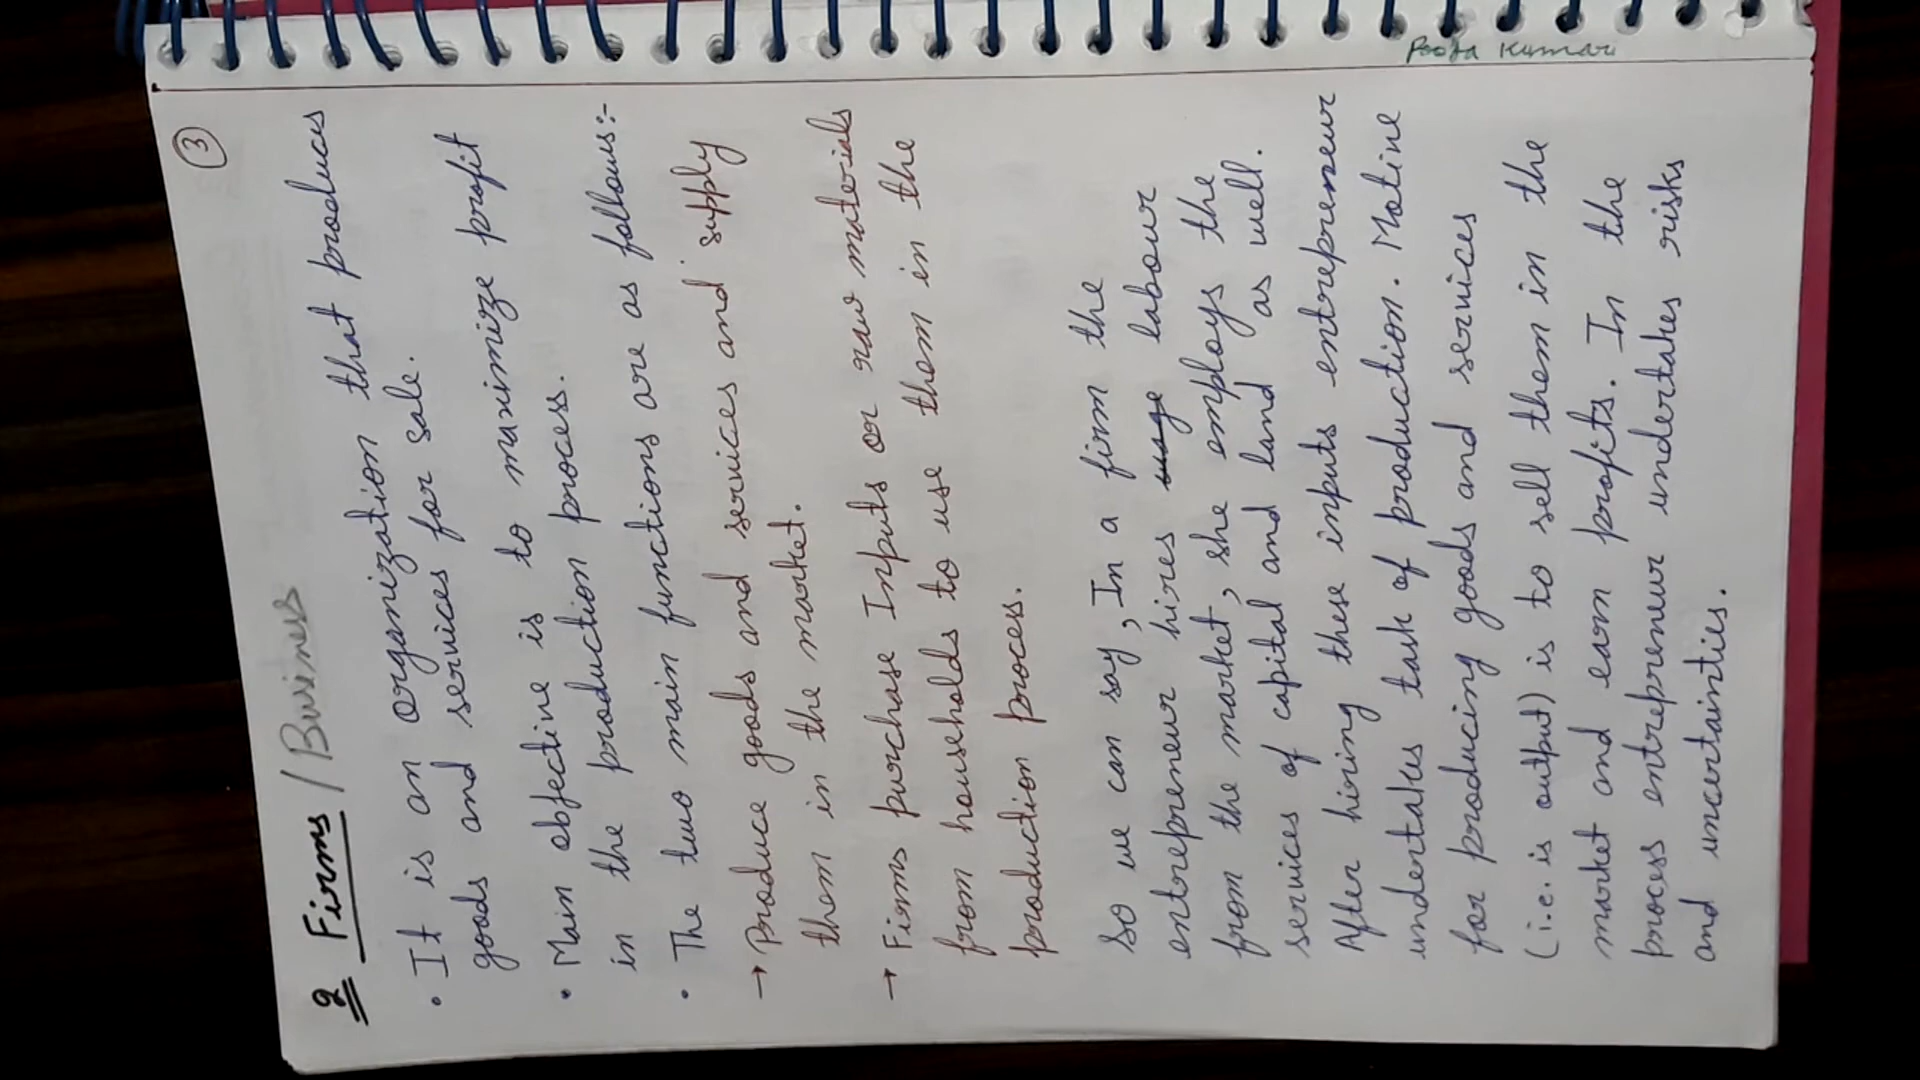 Pooja Kumar
3
2 Firms / Business
• It is an organization that produces
goods and services for sale.
• Main objective is to maximize profit
in the production process.
• The two main functions are as follows:-
→ Produce goods and services and supply
them in the market.
→ Firms purchase Inputs or raw materials
from households to use them in the
production process.
So we can say, In a firm the
entrepreneur hires labour
from the market, she employs the
services of capital and land as well.
After hiring these inputs entrepreneur
undertakes task of production. Motive
for producing goods and services
(i.e. is output) is to sell them in the
market and earn profits. In the
process entrepreneur undertakes risks
and uncertainties.